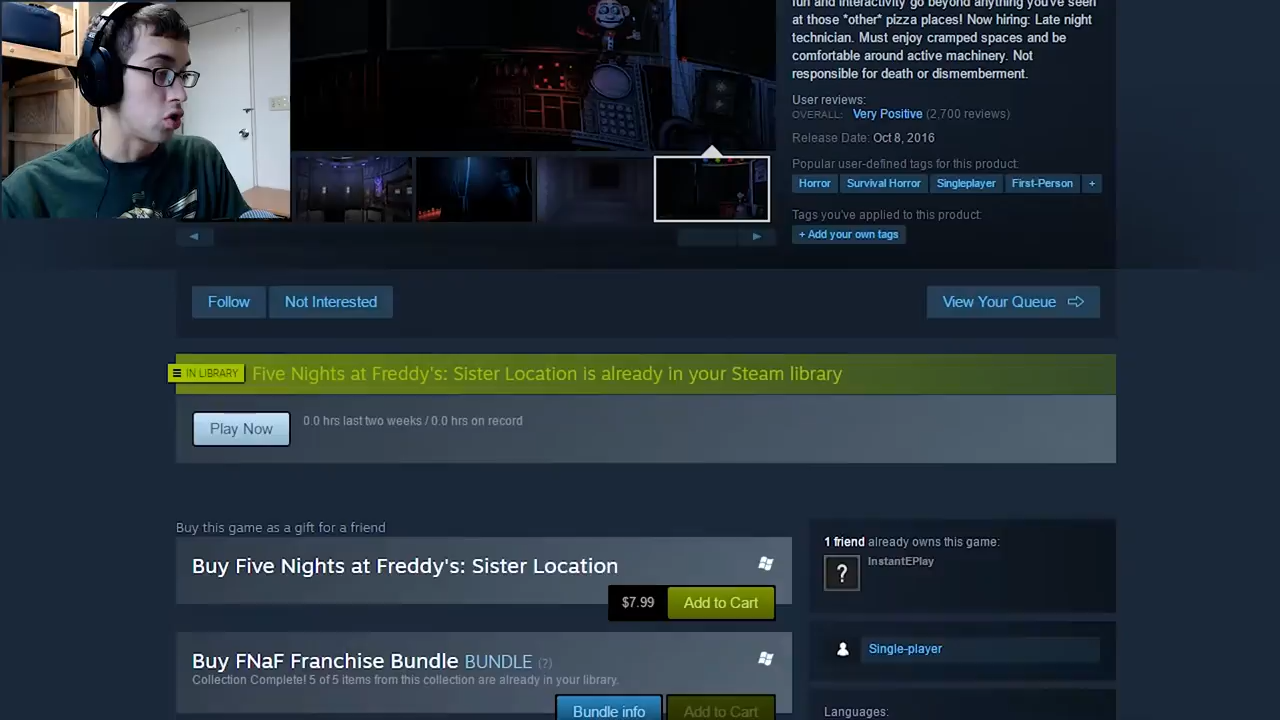 fun and interactivity go beyond anything you've seen
at those *other* pizza places! Now hiring: Late night
technician. Must enjoy cramped spaces and be
comfortable around active machinery. Not
responsible for death or dismemberment.
User reviews:
OVERALL: Very Positive (2,700 reviews)
Release Date: Oct 8, 2016
Popular user-defined tags for this product:
Horror Survival Horror Singleplayer First-Person +
Tags you've applied to this product:
+ Add your own tags
Follow Not Interested View Your Queue
IN LIBRARY Five Nights at Freddy's: Sister Location is already in your Steam library
Play Now 0.0 hrs last two weeks / 0.0 hrs on record
Buy this game as a gift for a friend
Buy Five Nights at Freddy's: Sister Location
$7.99 Add to Cart
Buy FNaF Franchise Bundle BUNDLE (?)
Collection Complete! 5 of 5 items from this collection are already in your library.
Bundle info Add to Cart
1 friend already owns this game:
? InstantEPlay
Single-player
Languages: